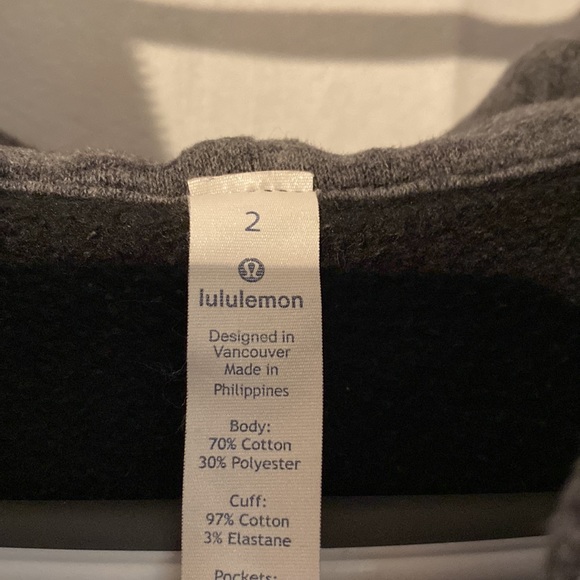 2
lululemon
Designed in
Vancouver
Made in
Philippines
Body:
70% Cotton
30% Polyester
Cuff:
97% Cotton
3% Elastane
Pockets: